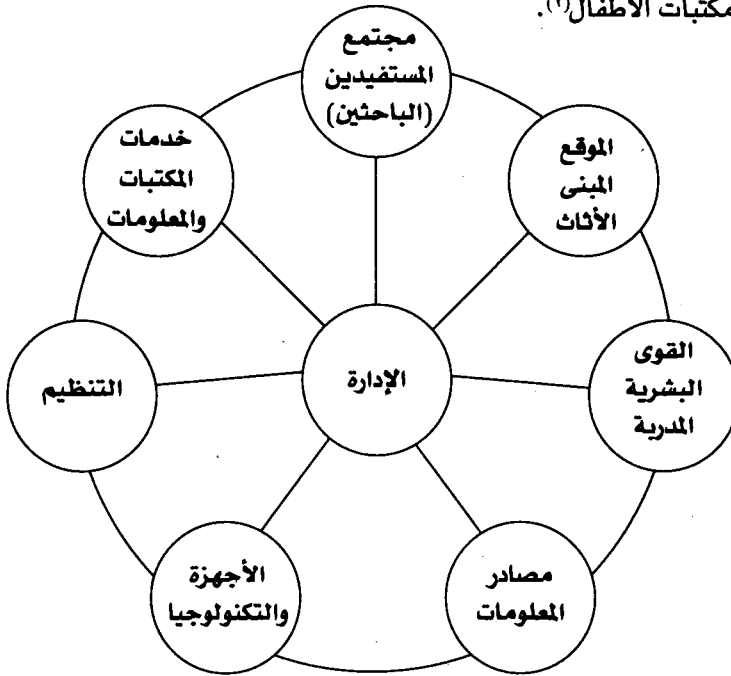 مكتبات الأطفال(٢).
مجتمع
المستفيدين
(الباحثين)
الموقع
المبنى
الأثاث
القوى
البشرية
المدربة
مصادر
المعلومات
الأجهزة
والتكنولوجيا
التنظيم
خدمات
المكتبات
والمعلومات
الإدارة